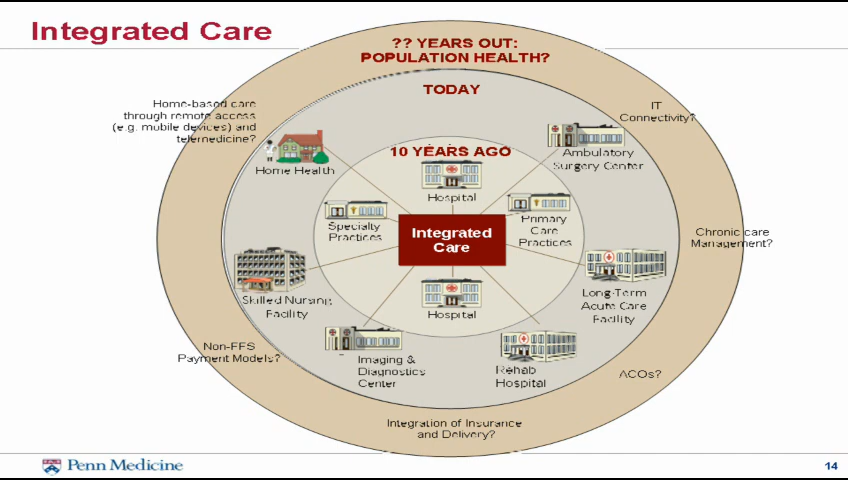 Integrated Care
?? YEARS OUT:
POPULATION HEALTH?
TODAY
Home-based care
through remote access
(e.g. mobile devices) and
telemedicine?
IT
Connectivity?
10 YEARS AGO
Home Health
Hospital
Ambulatory
Surgery Center
Specialty
Practices
Primary
Care
Practices
Integrated
Care
Chronic care
Management?
Skilled Nursing
Facility
Hospital
Long-Term
Acute Care
Facility
Non-FFS
Payment Models?
Imaging &
Diagnostics
Center
Rehab
Hospital
ACOs?
Integration of Insurance
and Delivery?
Penn Medicine
14